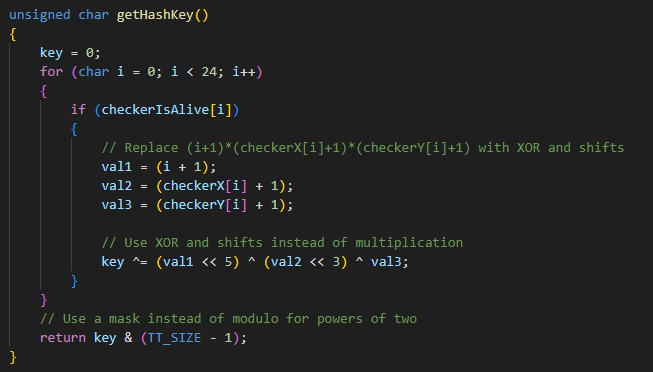 unsigned char getHashKey()
{
    key = 0;
    for (char i = 0; i < 24; i++)
    {
        if (checkerIsAlive[i])
        {
            // Replace (i+1)*(checkerX[i]+1)*(checkerY[i]+1) with XOR and shifts
            val1 = (i + 1);
            val2 = (checkerX[i] + 1);
            val3 = (checkerY[i] + 1);

            // Use XOR and shifts instead of multiplication
            key ^= (val1 << 5) ^ (val2 << 3) ^ val3;
        }
    }
    // Use a mask instead of modulo for powers of two
    return key & (TT_SIZE - 1);
}